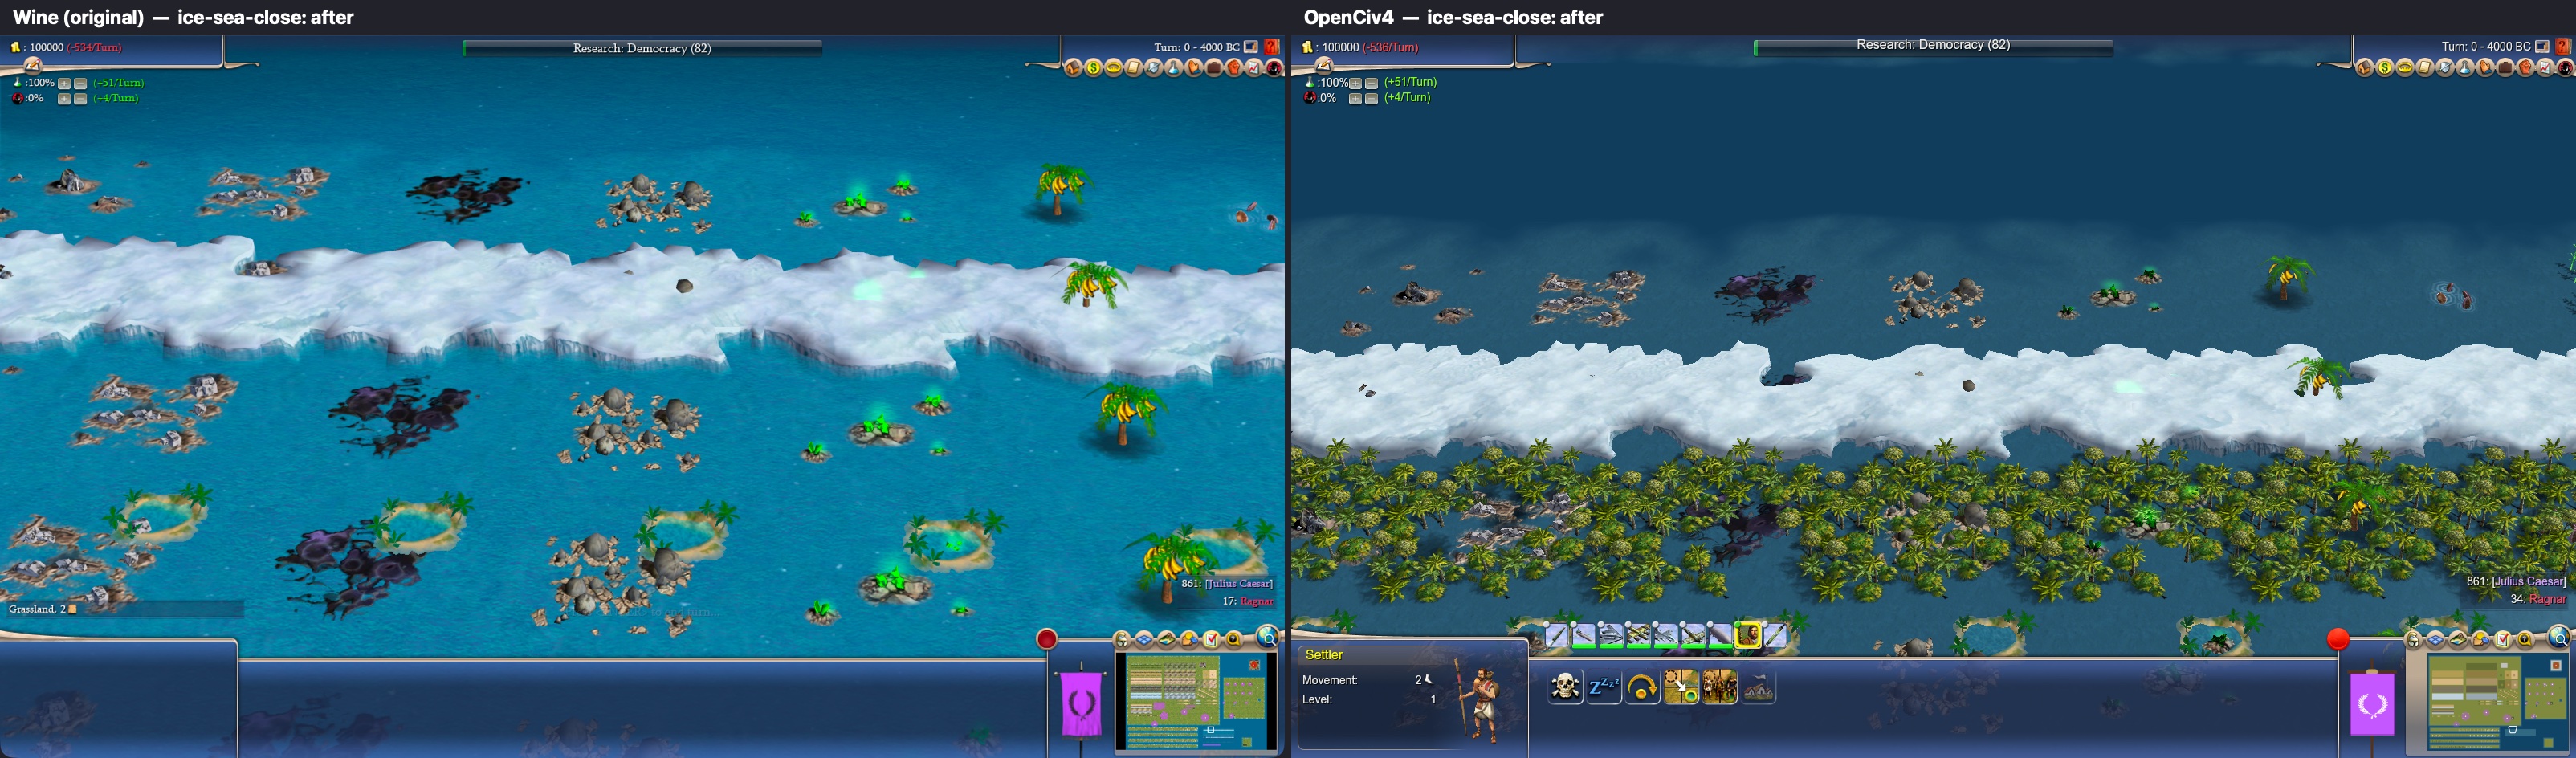 Wine (original) — ice-sea-close: after
: 100000 (-534/Turn)
Research: Democracy (82)
Turn: 0 - 4000 BC
:100% (+51/Turn)
:0% (+4/Turn)
861: [Julius Caesar]
17: Ragnar
Grassland, 2
OpenCiv4 — ice-sea-close: after
: 100000 (-536/Turn)
Research: Democracy (82)
Turn: 0 - 4000 BC
:100% (+51/Turn)
:0% (+4/Turn)
861: [Julius Caesar]
34: Ragnar
Settler
Movement: 2
Level: 1